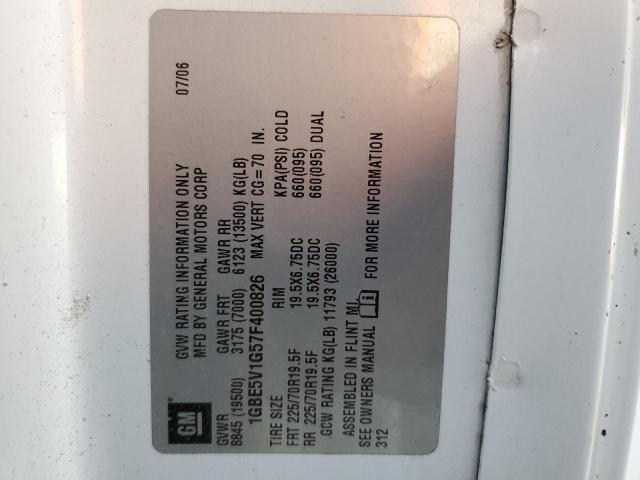 GM
GVW RATING INFORMATION ONLY 07/06
MFD BY GENERAL MOTORS CORP
GVWR GAWR FRT GAWR RR
8845 (19500) 3175 (7000) 6123 (13500) KG(LB)
1GBE5V1G57F400826 MAX VERT CG=70 IN.
TIRE SIZE RIM KPA(PSI) COLD
FRT 225/70R19.5F 19.5X6.75DC 660(095)
RR 225/70R19.5F 19.5X6.75DC 660(095) DUAL
GCW RATING KG(LB) 11793 (26000)
ASSEMBLED IN FLINT MI.
SEE OWNERS MANUAL FOR MORE INFORMATION
312